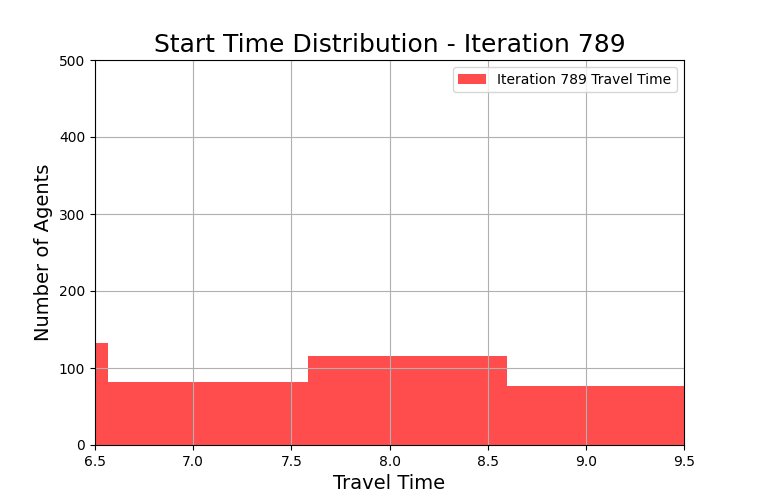 Start Time Distribution - Iteration 789
Iteration 789 Travel Time
Number of Agents
500
400
300
200
100
0
6.5 7.0 7.5 8.0 8.5 9.0 9.5
Travel Time